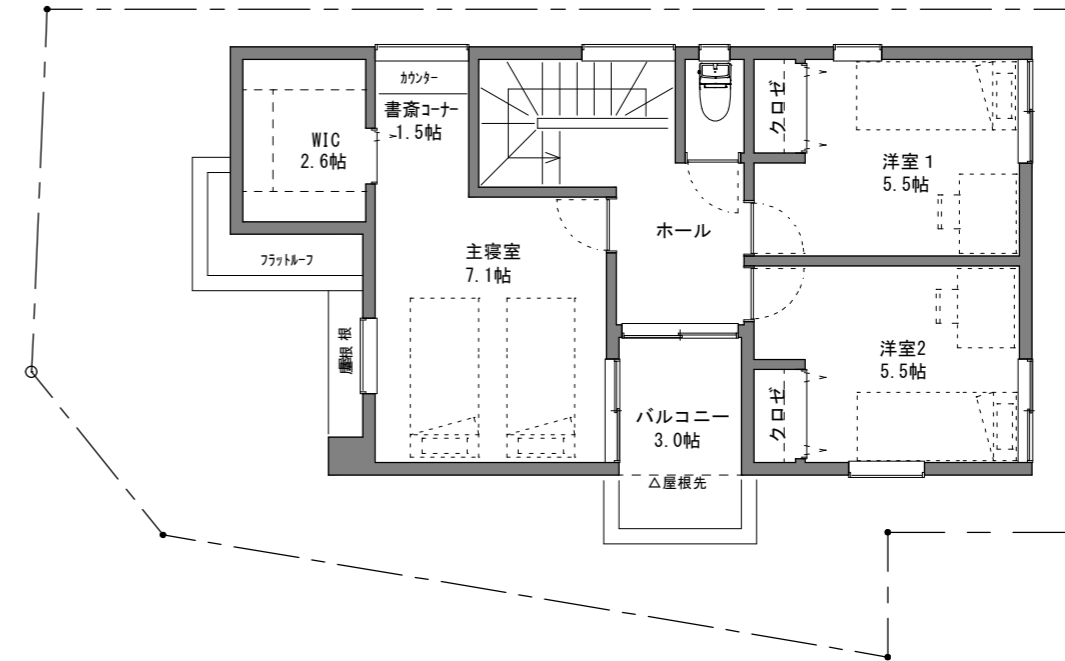 カウンター
書斎コーナー
1.5帖
WIC
2.6帖
クロゼ
洋室1
5.5帖
ホール
主寝室
7.1帖
フラットルーフ
屋根
洋室2
5.5帖
クロゼ
バルコニー
3.0帖
△屋根先